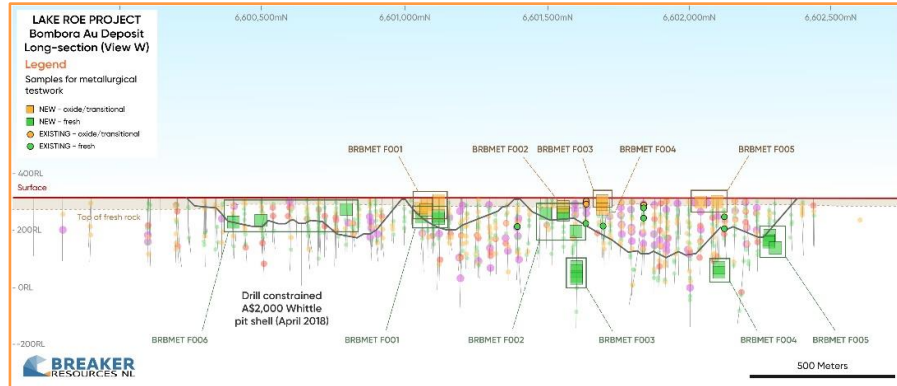 6,600,500mN
6,601,000mN
6,601,500mN
6,602,000mN
6,602,500mN
LAKE ROE PROJECT
Bombora Au Deposit
Long-section (View W)
Legend
Samples for metallurgical
testwork
NEW - oxide/transitional
NEW - fresh
EXISTING - oxide/transitional
EXISTING - fresh
BRBMET F001
BRBMET F002
BRBMET F003
BRBMET F004
BRBMET F005
400RL
Surface
Top of fresh rock
200RL
0RL
-200RL
Drill constrained
A$2,000 Whittle
pit shell (April 2018)
BRBMET F006
BRBMET F001
BRBMET F002
BRBMET F003
BRBMET F004
BRBMET F005
BREAKER
RESOURCES NL
500 Meters